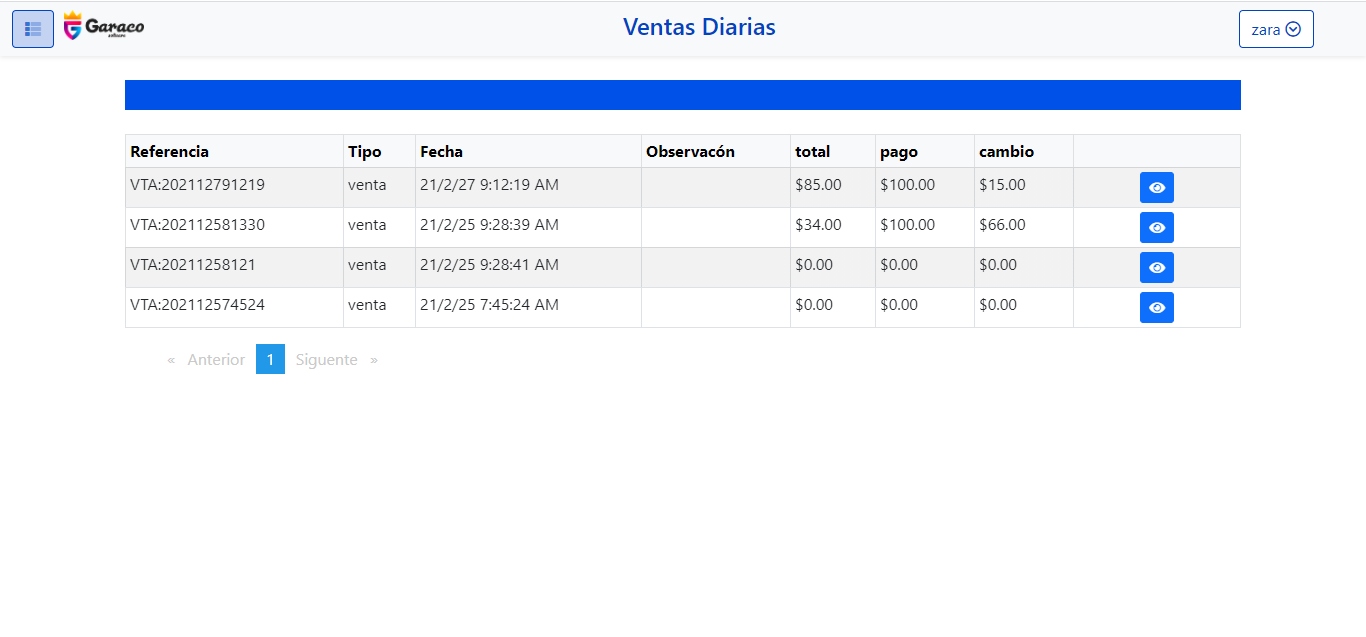 Garaco
software
Ventas Diarias
zara
Referencia Tipo Fecha Observacón total pago cambio
VTA:202112791219 venta 21/2/27 9:12:19 AM $85.00 $100.00 $15.00
VTA:202112581330 venta 21/2/25 9:28:39 AM $34.00 $100.00 $66.00
VTA:20211258121 venta 21/2/25 9:28:41 AM $0.00 $0.00 $0.00
VTA:202112574524 venta 21/2/25 7:45:24 AM $0.00 $0.00 $0.00
« Anterior 1 Siguente »